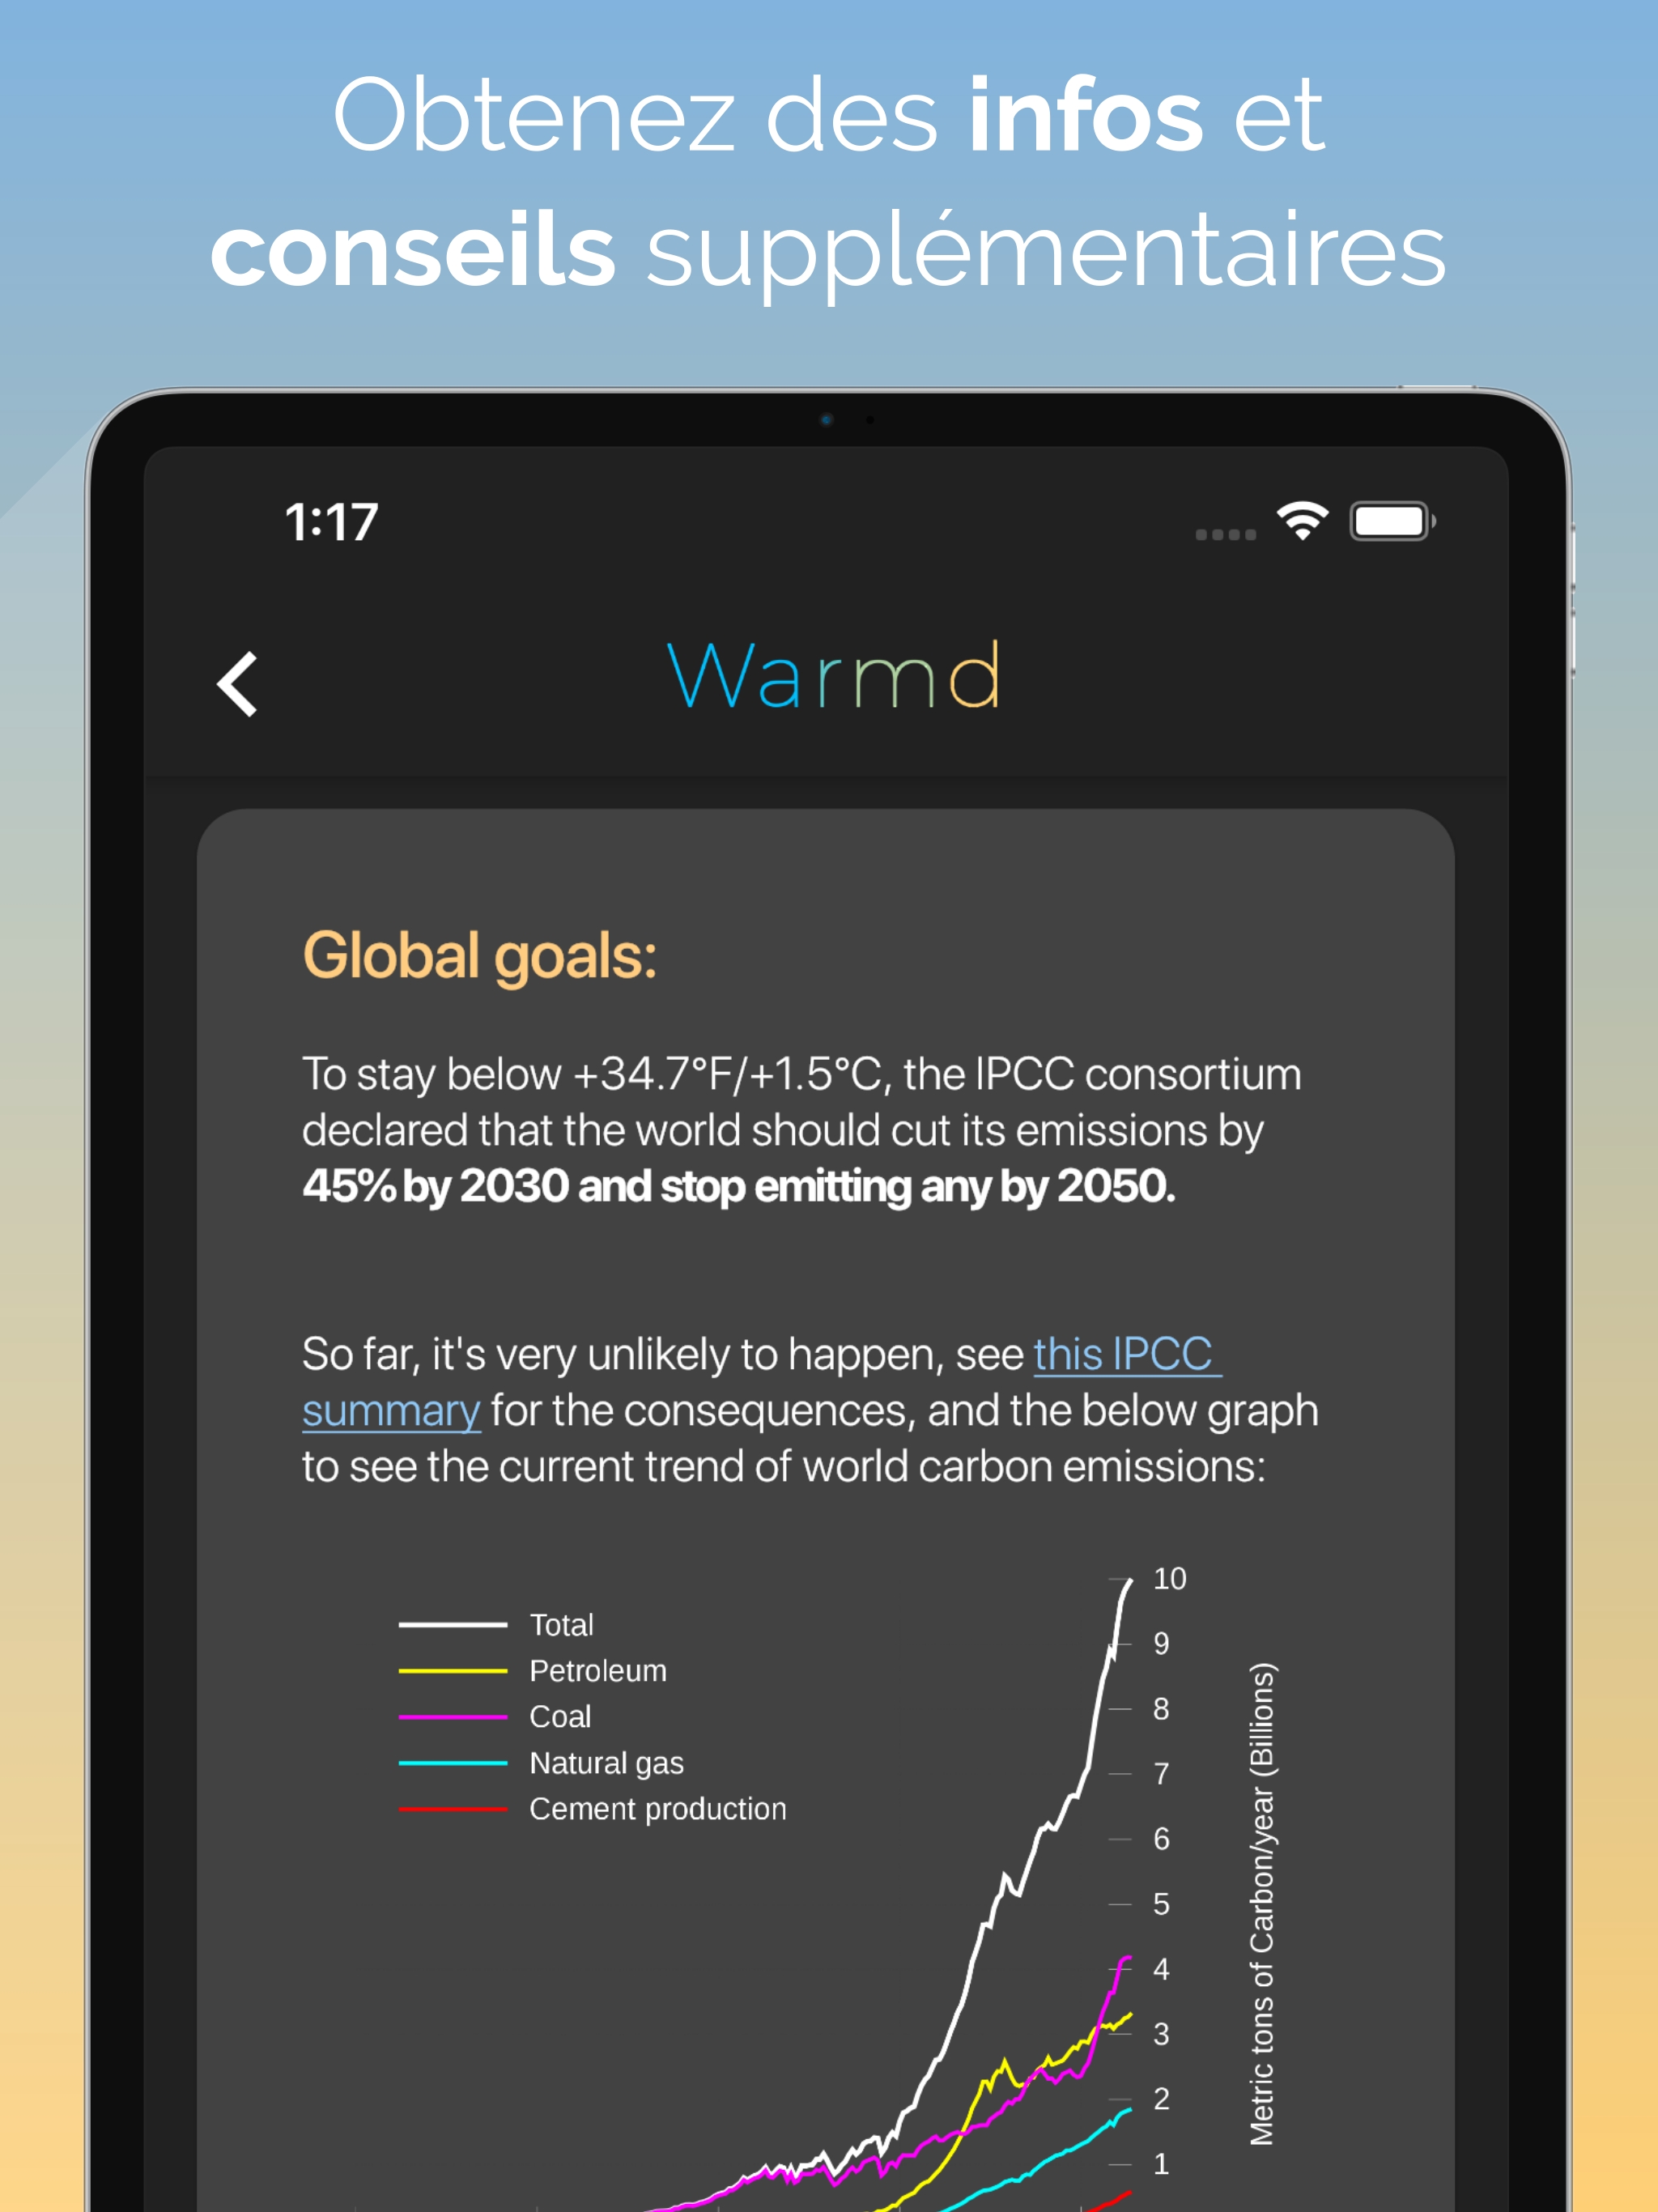 Obtenez des infos et
conseils supplémentaires
1:17
Warmd
Global goals:
To stay below +34.7°F/+1.5°C, the IPCC consortium
declared that the world should cut its emissions by
45% by 2030 and stop emitting any by 2050.
So far, it's very unlikely to happen, see this IPCC
summary for the consequences, and the below graph
to see the current trend of world carbon emissions:
Total
Petroleum
Coal
Natural gas
Cement production
10
9
8
7
6
5
4
3
2
1
Metric tons of Carbon/year (Billions)